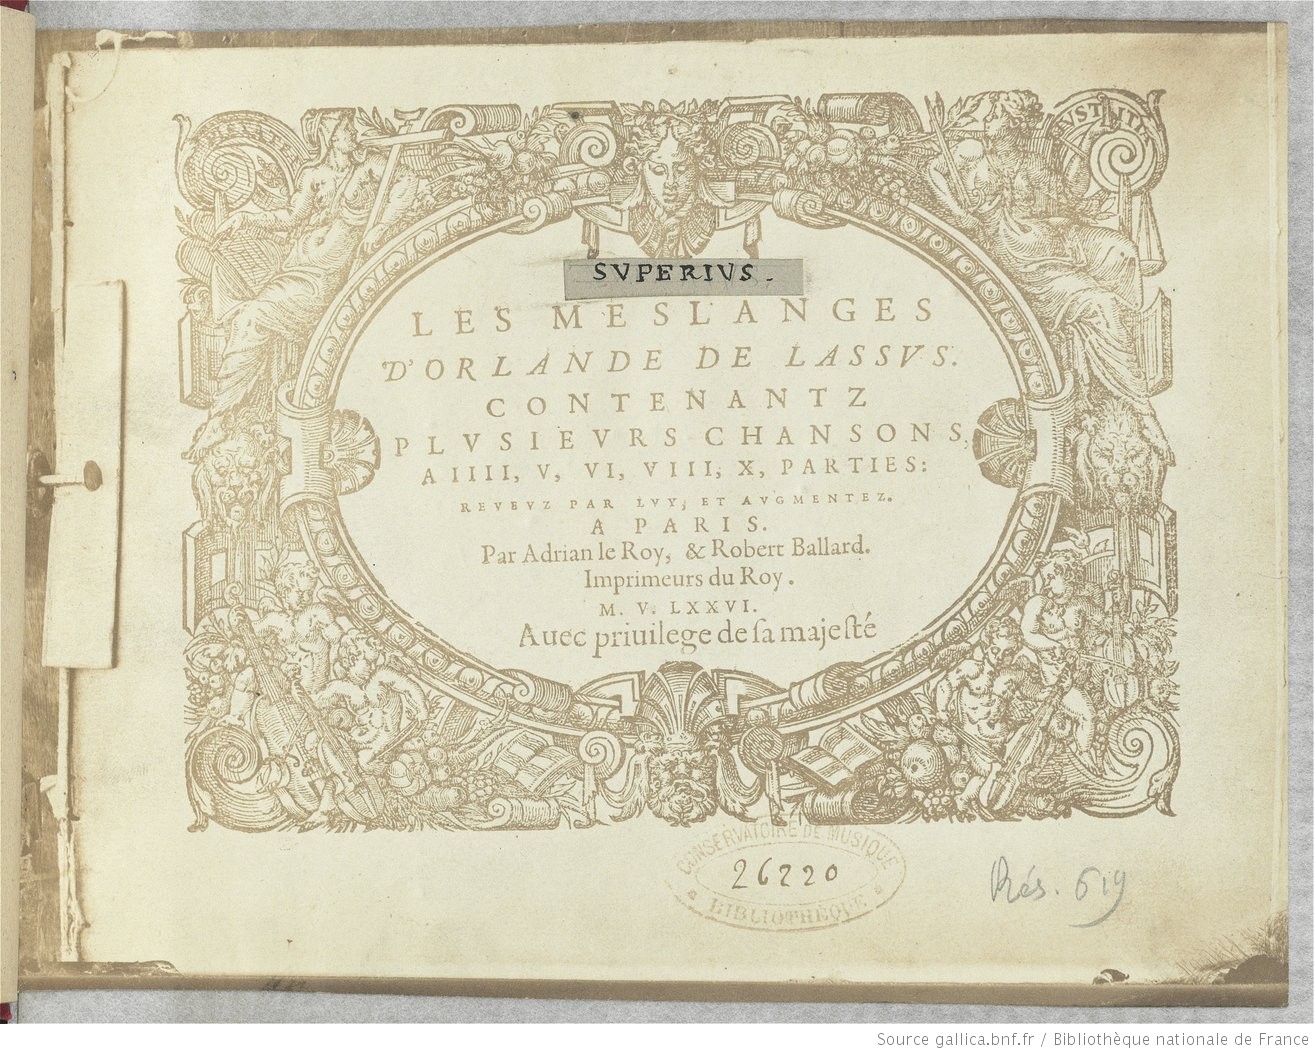 SVPERIVS.
LES MESLANGES
D'ORLANDE DE LASSVS.
CONTENANTZ
PLVSIEVRS CHANSONS,
A IIII, V, VI, VIII, X, PARTIES:
REVEVZ PAR LVY, ET AVGMENTEZ.
A PARIS.
Par Adrian le Roy, & Robert Ballard.
Imprimeurs du Roy.
M. V. LXXVI.
Auec priuilege de sa majesté
CONSERVATOIRE DE MUSIQUE
26220
BIBLIOTHÈQUE
Rés. 619
Source gallica.bnf.fr / Bibliothèque nationale de France